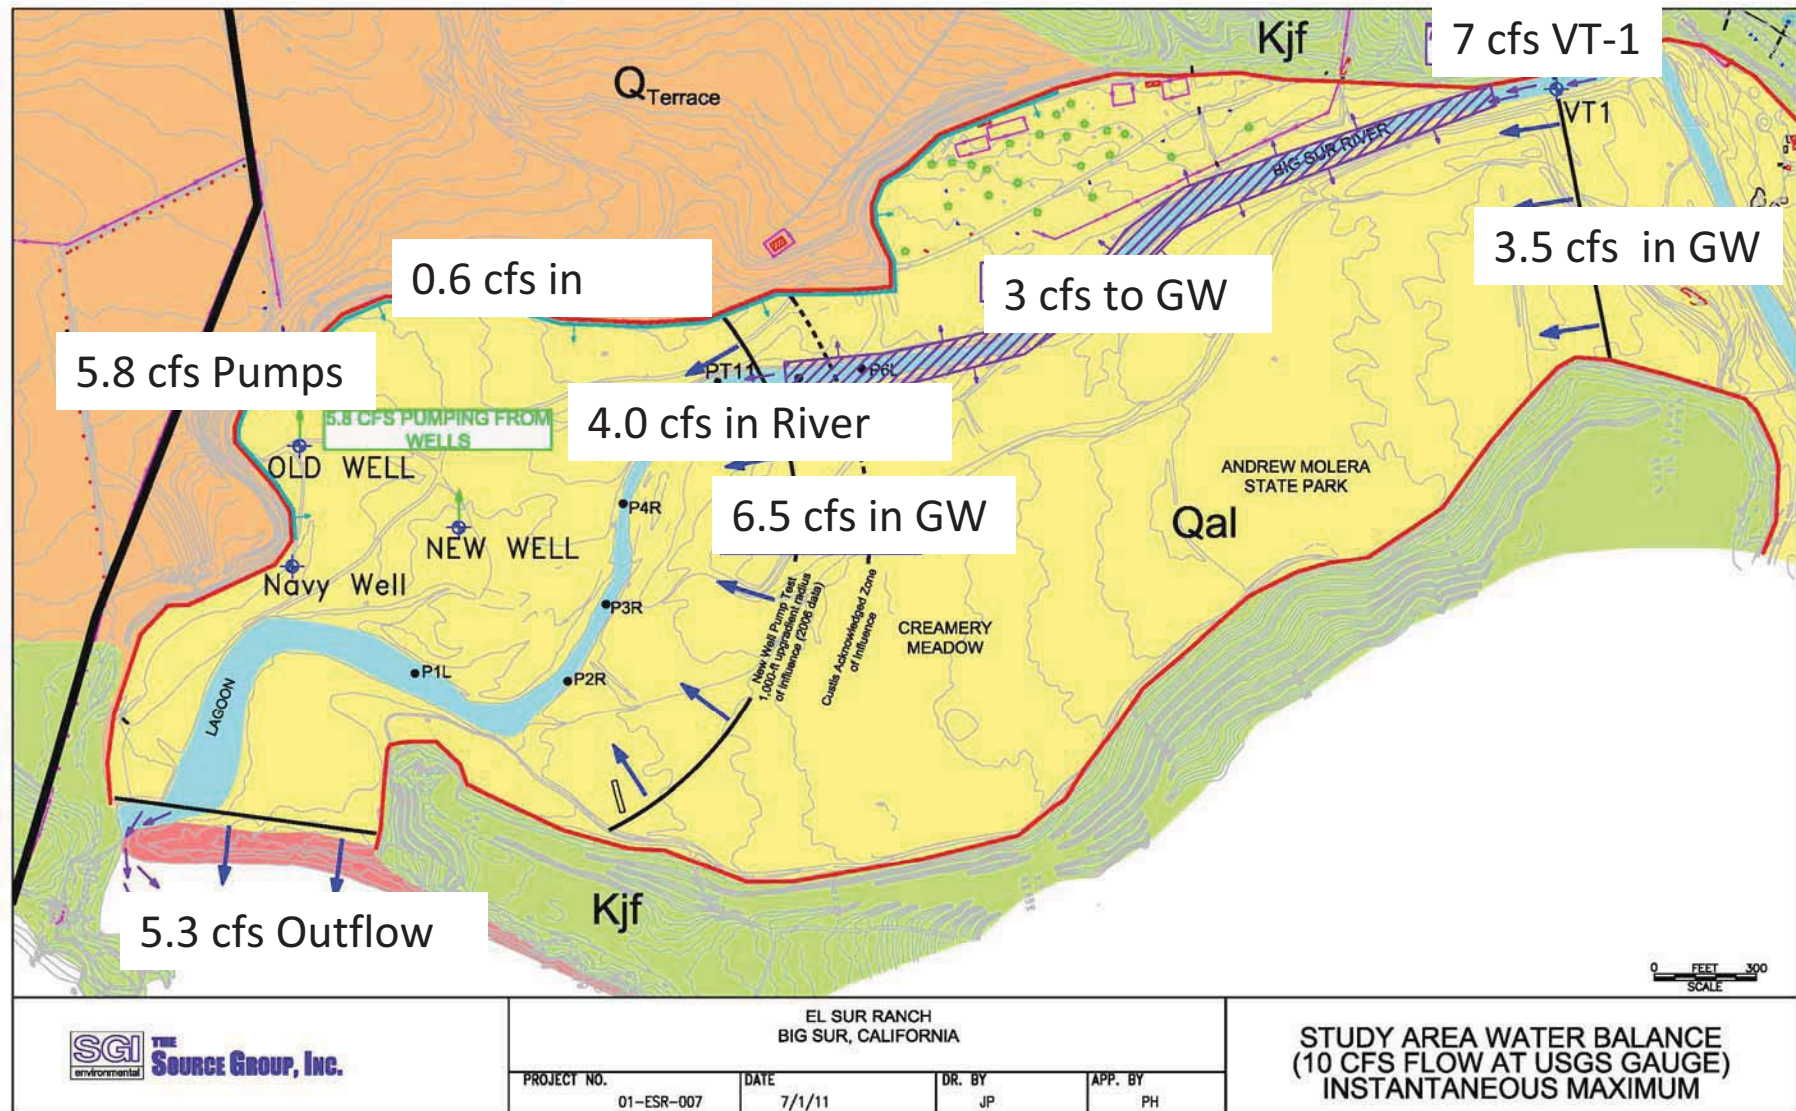 Kjf
7 cfs VT-1
Q Terrace
VT1
BIG SUR RIVER
3.5 cfs in GW
0.6 cfs in
3 cfs to GW
5.8 cfs Pumps
PT11
P6L
4.0 cfs in River
5.8 CFS PUMPING FROM
WELLS
OLD WELL
ANDREW MOLERA
STATE PARK
6.5 cfs in GW
P4R
Qal
NEW WELL
Navy Well
New Well Pump Test
1,000-ft upgradient radius
of influence (2006 data)
Custis Acknowledged Zone
of Influence
P3R
CREAMERY
MEADOW
P1L
P2R
LAGOON
5.3 cfs Outflow
Kjf
0 FEET 300
SCALE
SGI
environmental
THE
SOURCE GROUP, INC.
EL SUR RANCH
BIG SUR, CALIFORNIA
PROJECT NO.
01-ESR-007
DATE
7/1/11
DR. BY
JP
APP. BY
PH
STUDY AREA WATER BALANCE
(10 CFS FLOW AT USGS GAUGE)
INSTANTANEOUS MAXIMUM